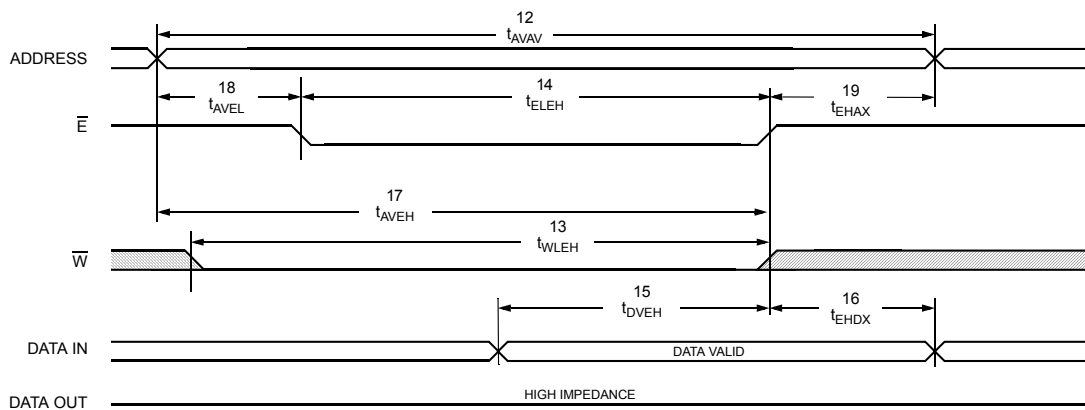 12
tAVAV
ADDRESS
18
tAVEL
14
tELEH
19
tEHAX
E
17
tAVEH
13
tWLEH
W
15
tDVEH
16
tEHDX
DATA IN
DATA VALID
DATA OUT
HIGH IMPEDANCE